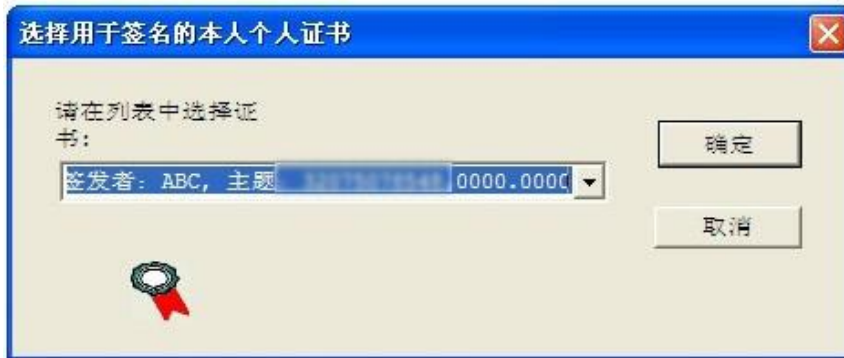 选择用于签名的本人个人证书
请在列表中选择证
书:
签发者: ABC, 主题 0000.0000
确定
取消